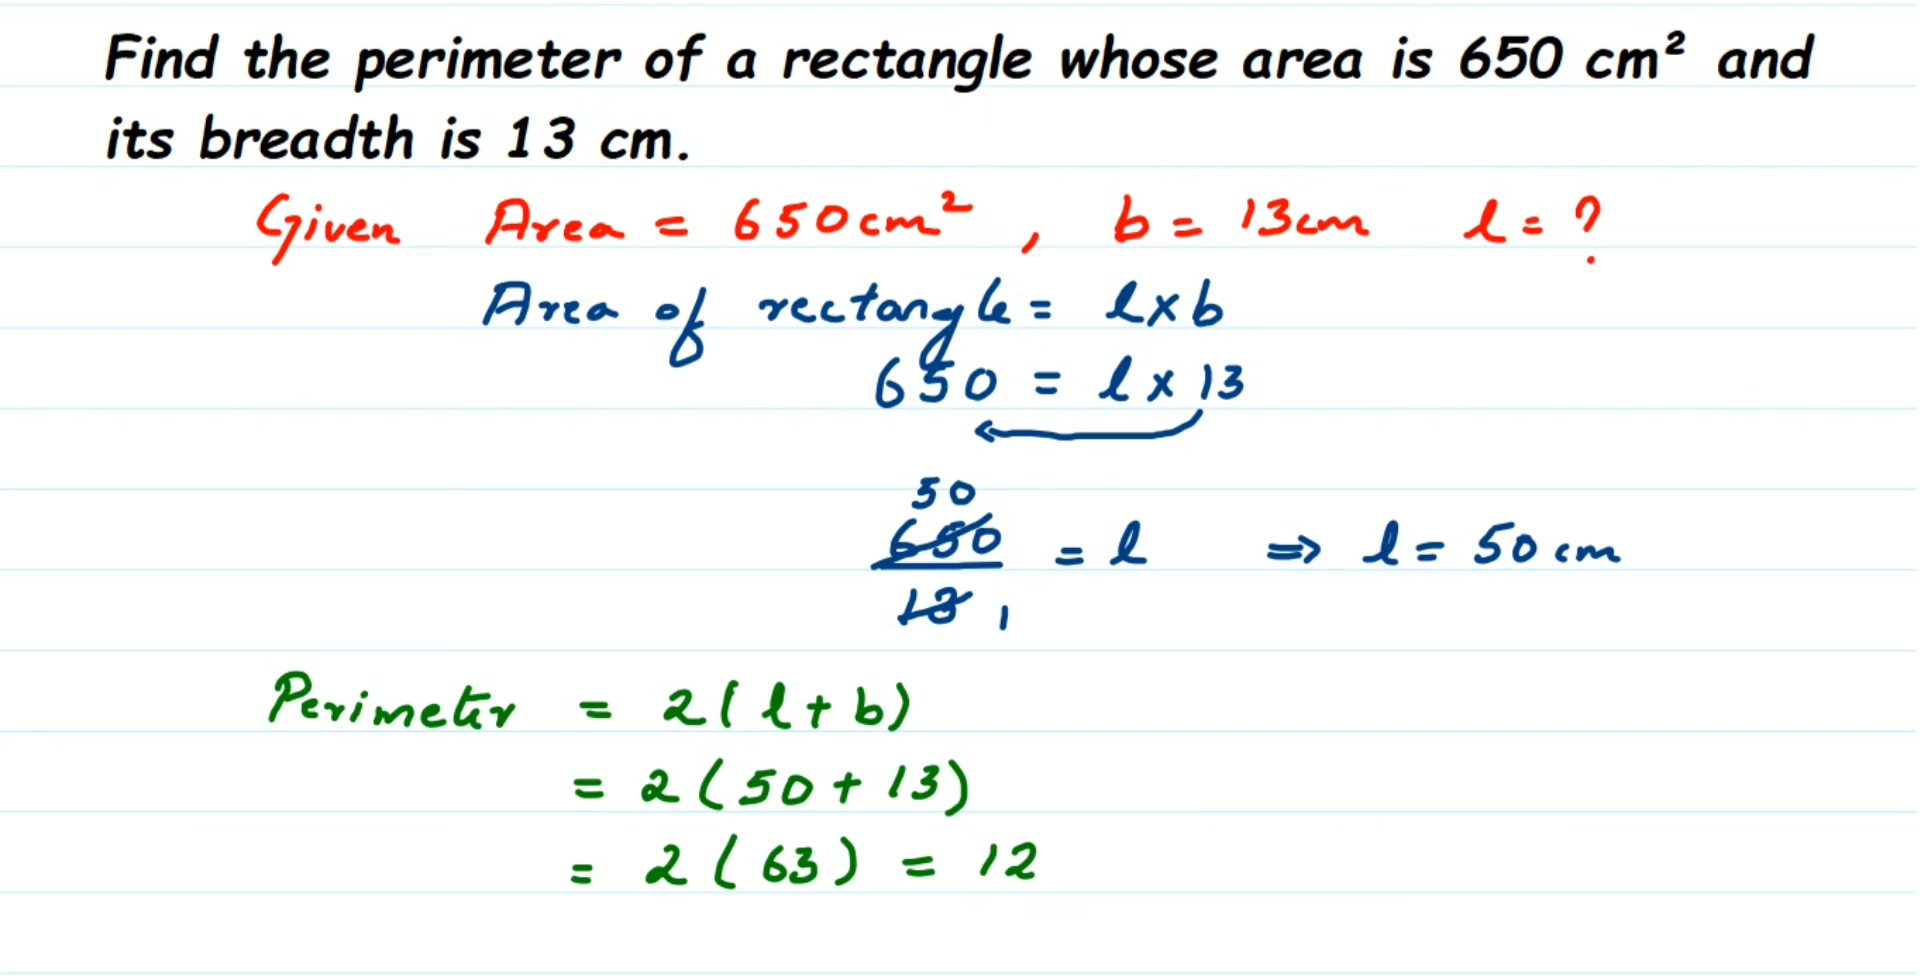 Find the perimeter of a rectangle whose area is 650 cm² and
its breadth is 13 cm.
Given Area = 650cm² , b = 13cm l = ?
Area of rectangle = l×b
650 = l × 13
50
650
13 1
= l ⇒ l = 50 cm
Perimeter = 2(l+b)
= 2(50+13)
= 2(63) = 12